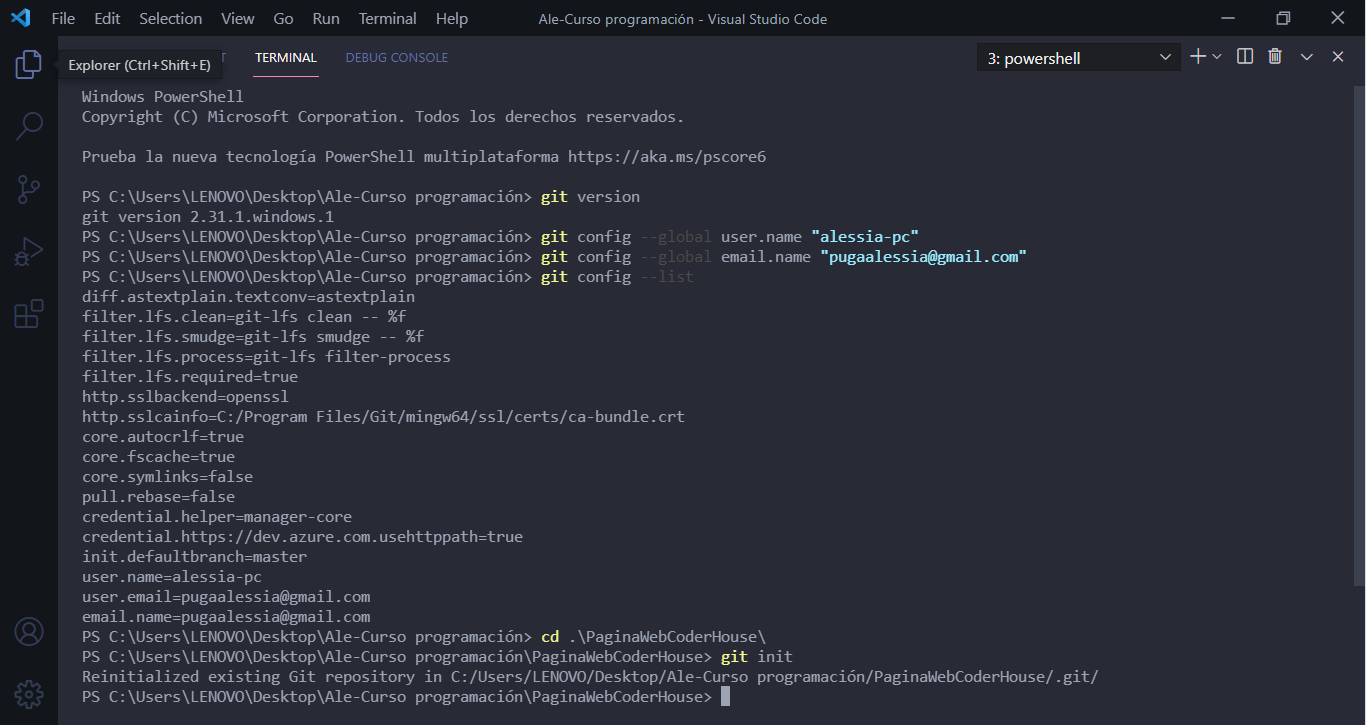 File Edit Selection View Go Run Terminal Help Ale-Curso programación - Visual Studio Code
Explorer (Ctrl+Shift+E) T TERMINAL DEBUG CONSOLE 3: powershell
Windows PowerShell
Copyright (C) Microsoft Corporation. Todos los derechos reservados.
Prueba la nueva tecnología PowerShell multiplataforma https://aka.ms/pscore6
PS C:\Users\LENOVO\Desktop\Ale-Curso programación> git version
git version 2.31.1.windows.1
PS C:\Users\LENOVO\Desktop\Ale-Curso programación> git config --global user.name "alessia-pc"
PS C:\Users\LENOVO\Desktop\Ale-Curso programación> git config --global email.name "pugaalessia@gmail.com"
PS C:\Users\LENOVO\Desktop\Ale-Curso programación> git config --list
diff.astextplain.textconv=astextplain
filter.lfs.clean=git-lfs clean -- %f
filter.lfs.smudge=git-lfs smudge -- %f
filter.lfs.process=git-lfs filter-process
filter.lfs.required=true
http.sslbackend=openssl
http.sslcainfo=C:/Program Files/Git/mingw64/ssl/certs/ca-bundle.crt
core.autocrlf=true
core.fscache=true
core.symlinks=false
pull.rebase=false
credential.helper=manager-core
credential.https://dev.azure.com.usehttppath=true
init.defaultbranch=master
user.name=alessia-pc
user.email=pugaalessia@gmail.com
email.name=pugaalessia@gmail.com
PS C:\Users\LENOVO\Desktop\Ale-Curso programación> cd .\PaginaWebCoderHouse\
PS C:\Users\LENOVO\Desktop\Ale-Curso programación\PaginaWebCoderHouse> git init
Reinitialized existing Git repository in C:/Users/LENOVO/Desktop/Ale-Curso programación/PaginaWebCoderHouse/.git/
PS C:\Users\LENOVO\Desktop\Ale-Curso programación\PaginaWebCoderHouse>